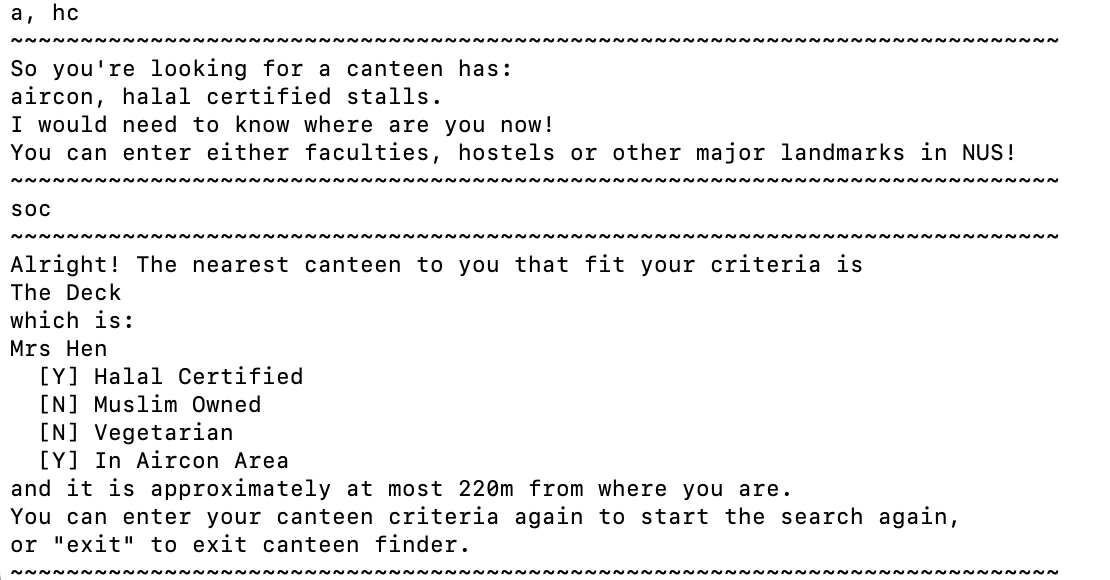 a, hc
~~~~~~~~~~~~~~~~~~~~~~~~~~~~~~~~~~~~~~~~~~~~~~~~~~~~~~~~~~~~~~~~~~~~~~~~~~~
So you're looking for a canteen has:
aircon, halal certified stalls.
I would need to know where are you now!
You can enter either faculties, hostels or other major landmarks in NUS!
~~~~~~~~~~~~~~~~~~~~~~~~~~~~~~~~~~~~~~~~~~~~~~~~~~~~~~~~~~~~~~~~~~~~~~~~~~~
soc
~~~~~~~~~~~~~~~~~~~~~~~~~~~~~~~~~~~~~~~~~~~~~~~~~~~~~~~~~~~~~~~~~~~~~~~~~~~
Alright! The nearest canteen to you that fit your criteria is
The Deck
which is:
Mrs Hen
  [Y] Halal Certified
  [N] Muslim Owned
  [N] Vegetarian
  [Y] In Aircon Area
and it is approximately at most 220m from where you are.
You can enter your canteen criteria again to start the search again,
or "exit" to exit canteen finder.
~~~~~~~~~~~~~~~~~~~~~~~~~~~~~~~~~~~~~~~~~~~~~~~~~~~~~~~~~~~~~~~~~~~~~~~~~~~